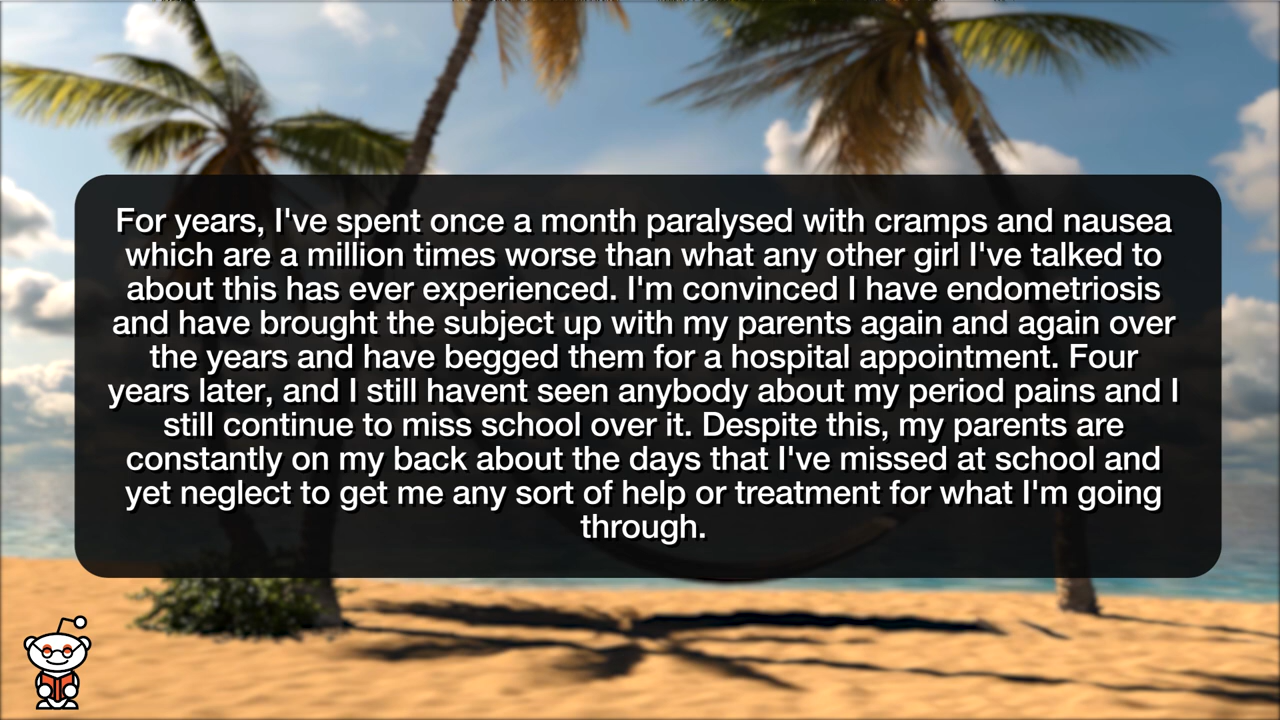 For years, I've spent once a month paralysed with cramps and nausea
which are a million times worse than what any other girl I've talked to
about this has ever experienced. I'm convinced I have endometriosis
and have brought the subject up with my parents again and again over
the years and have begged them for a hospital appointment. Four
years later, and I still havent seen anybody about my period pains and I
still continue to miss school over it. Despite this, my parents are
constantly on my back about the days that I've missed at school and
yet neglect to get me any sort of help or treatment for what I'm going
through.